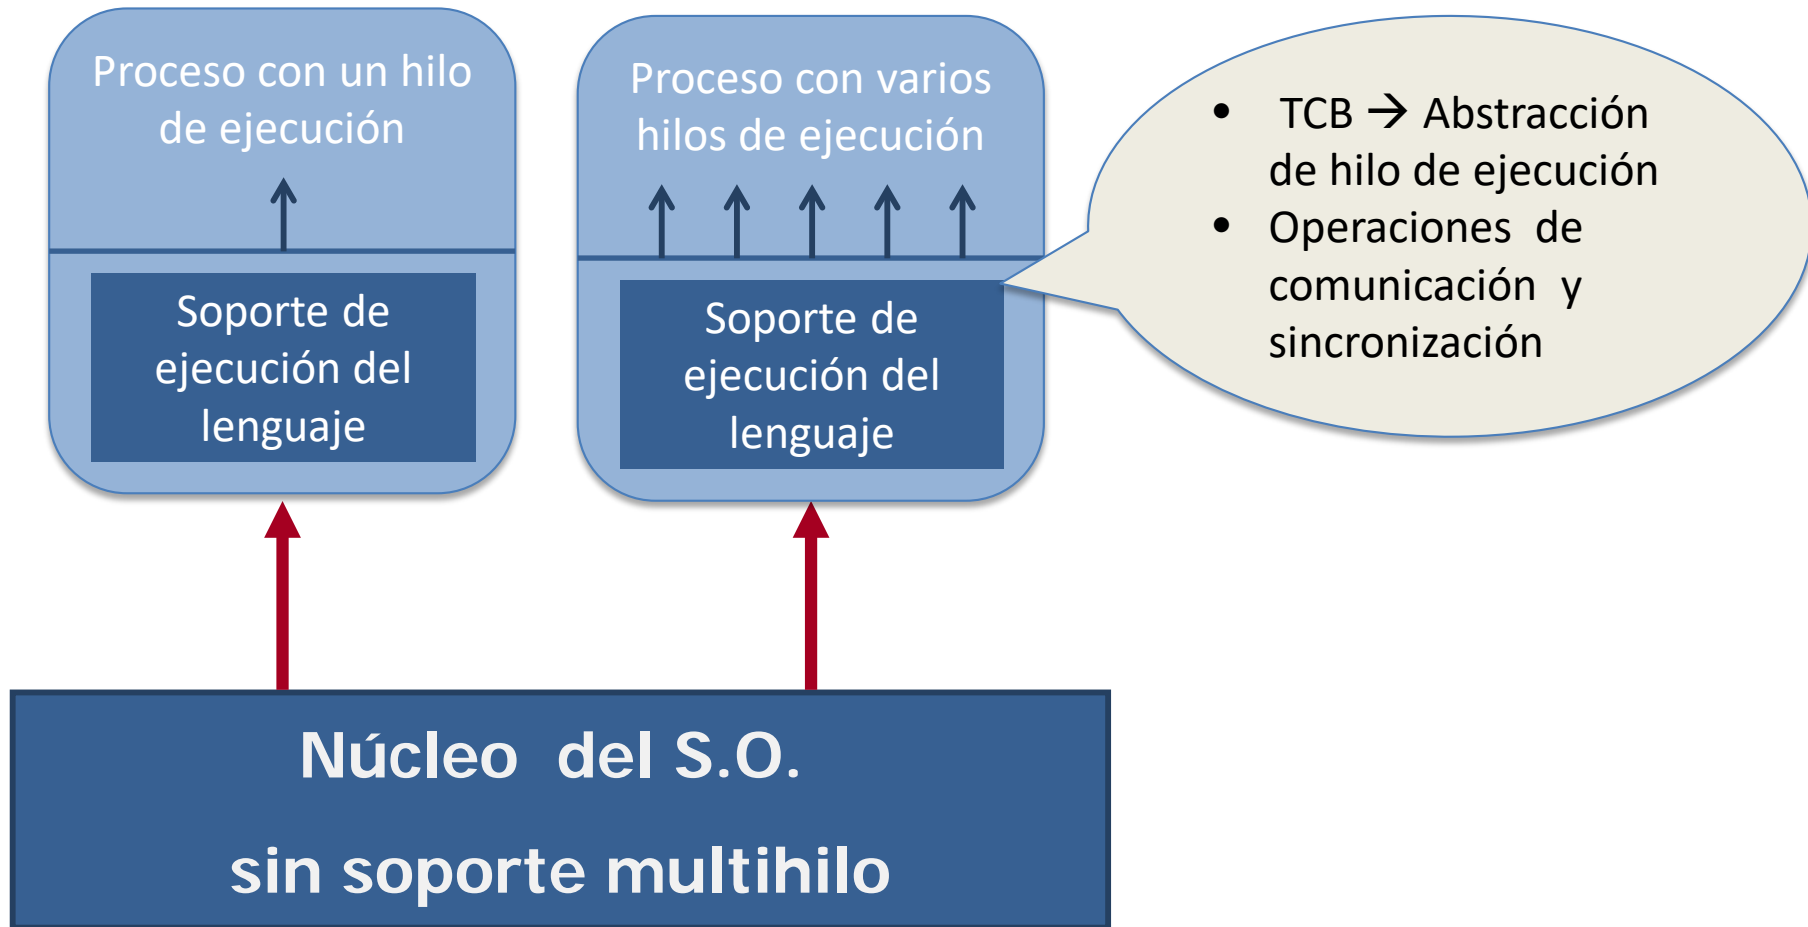 Proceso con un hilo
de ejecución
Soporte de
ejecución del
lenguaje
Proceso con varios
hilos de ejecución
Soporte de
ejecución del
lenguaje
• TCB → Abstracción
de hilo de ejecución
• Operaciones de
comunicación y
sincronización
Núcleo del S.O.
sin soporte multihilo